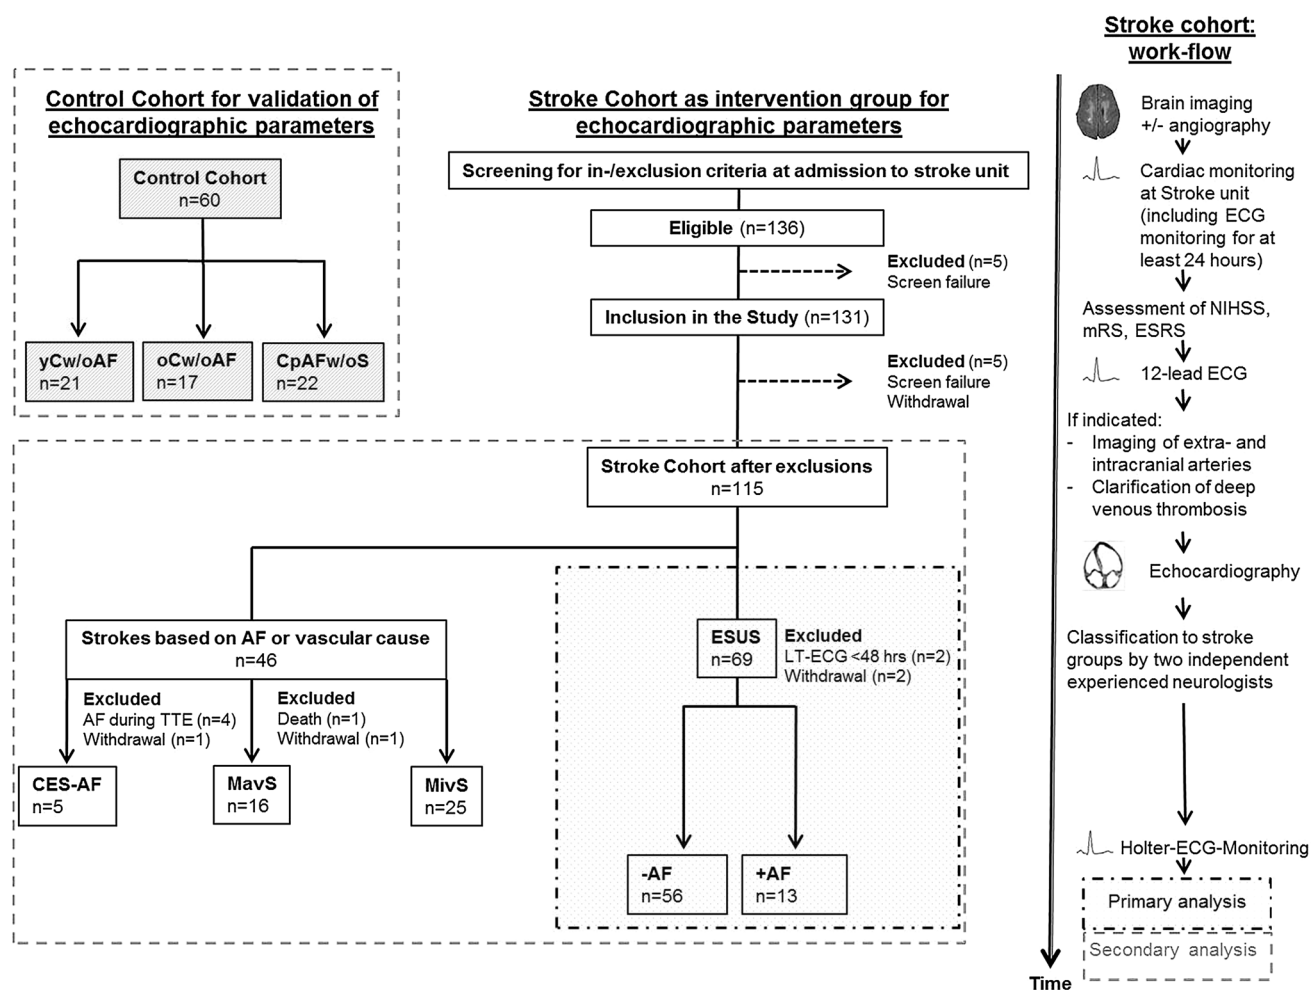 Control Cohort for validation of
echocardiographic parameters
Control Cohort
n=60
yCw/oAF
n=21
oCw/oAF
n=17
CpAFw/oS
n=22
Stroke Cohort as intervention group for
echocardiographic parameters
Screening for in-/exclusion criteria at admission to stroke unit
Eligible (n=136)
Excluded (n=5)
Screen failure
Inclusion in the Study (n=131)
Excluded (n=5)
Screen failure
Withdrawal
Stroke Cohort after exclusions
n=115
Strokes based on AF or vascular cause
n=46
Excluded
AF during TTE (n=4)
Withdrawal (n=1)
Excluded
Death (n=1)
Withdrawal (n=1)
CES-AF
n=5
MavS
n=16
MivS
n=25
ESUS
n=69
Excluded
LT-ECG <48 hrs (n=2)
Withdrawal (n=2)
-AF
n=56
+AF
n=13
Stroke cohort:
work-flow
Brain imaging
+/- angiography
Cardiac monitoring
at Stroke unit
(including ECG
monitoring for at
least 24 hours)
Assessment of NIHSS,
mRS, ESRS
12-lead ECG
If indicated:
- Imaging of extra- and
intracranial arteries
- Clarification of deep
venous thrombosis
Echocardiography
Classification to stroke
groups by two independent
experienced neurologists
Holter-ECG-Monitoring
Primary analysis
Secondary analysis
Time